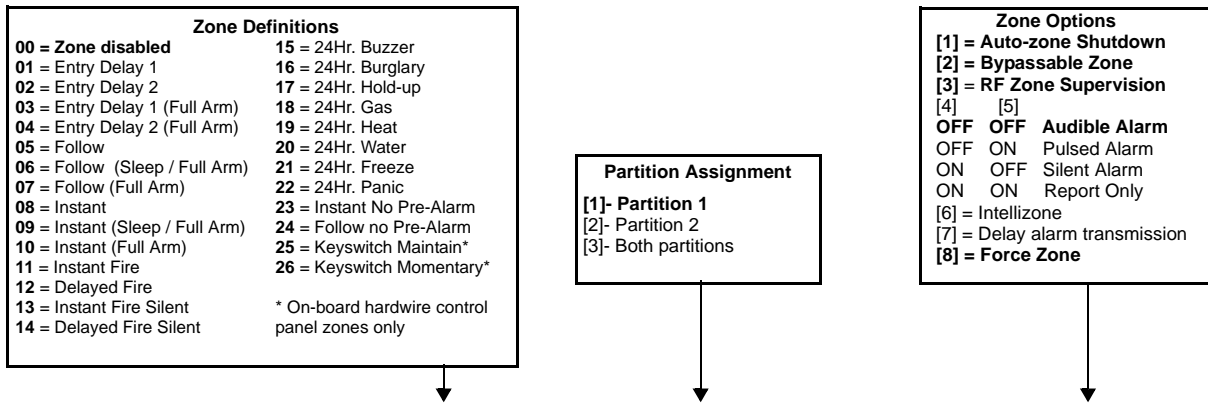 Zone Definitions
00 = Zone disabled
01 = Entry Delay 1
02 = Entry Delay 2
03 = Entry Delay 1 (Full Arm)
04 = Entry Delay 2 (Full Arm)
05 = Follow
06 = Follow (Sleep / Full Arm)
07 = Follow (Full Arm)
08 = Instant
09 = Instant (Sleep / Full Arm)
10 = Instant (Full Arm)
11 = Instant Fire
12 = Delayed Fire
13 = Instant Fire Silent
14 = Delayed Fire Silent
15 = 24Hr. Buzzer
16 = 24Hr. Burglary
17 = 24Hr. Hold-up
18 = 24Hr. Gas
19 = 24Hr. Heat
20 = 24Hr. Water
21 = 24Hr. Freeze
22 = 24Hr. Panic
23 = Instant No Pre-Alarm
24 = Follow no Pre-Alarm
25 = Keyswitch Maintain*
26 = Keyswitch Momentary*
* On-board hardwire control
panel zones only
Partition Assignment
[1]- Partition 1
[2]- Partition 2
[3]- Both partitions
Zone Options
[1] = Auto-zone Shutdown
[2] = Bypassable Zone
[3] = RF Zone Supervision
[4] [5]
OFF OFF Audible Alarm
OFF ON Pulsed Alarm
ON OFF Silent Alarm
ON ON Report Only
[6] = Intellizone
[7] = Delay alarm transmission
[8] = Force Zone